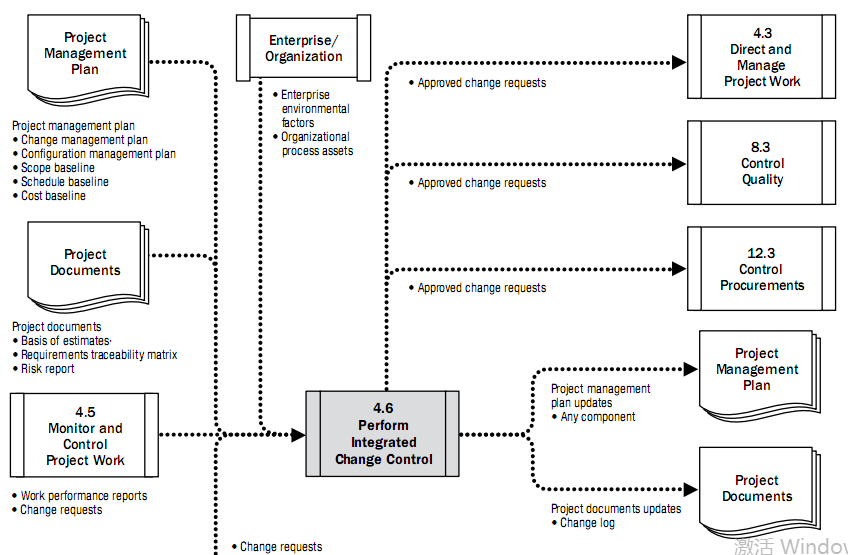 Project
Management
Plan
Project management plan
• Change management plan
• Configuration management plan
• Scope baseline
• Schedule baseline
• Cost baseline
Project
Documents
Project documents
• Basis of estimates·
• Requirements traceability matrix
• Risk report
4.5
Monitor and
Control
Project Work
• Work performance reports
• Change requests
Enterprise/
Organization
• Enterprise
environmental
factors
• Organizational
process assets
• Change requests
4.6
Perform
Integrated
Change Control
• Approved change requests
4.3
Direct and
Manage
Project Work
• Approved change requests
8.3
Control
Quality
• Approved change requests
12.3
Control
Procurements
Project management
plan updates
• Any component
Project
Management
Plan
Project documents updates
• Change log
Project
Documents
激活 Window